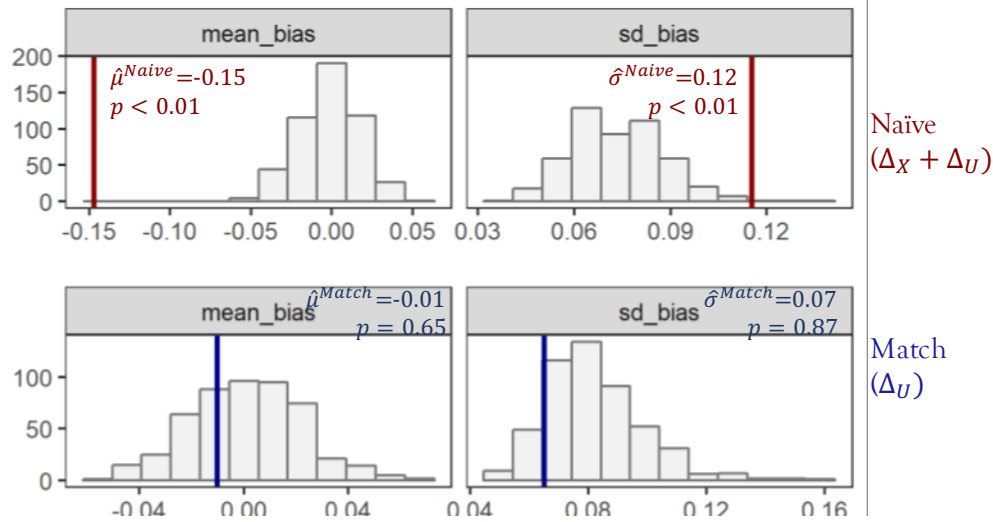 mean_bias
sd_bias
200
150
100
50
0
μ̂^Naive=-0.15
p < 0.01
σ̂^Naive=0.12
p < 0.01
-0.15 -0.10 -0.05 0.00 0.05
0.03 0.06 0.09 0.12
Naïve
(Δ_X + Δ_U)
mean_bias
sd_bias
μ̂^Match=-0.01
p = 0.65
σ̂^Match=0.07
p = 0.87
100
50
0
-0.04 0.00 0.04
0.04 0.08 0.12 0.16
Match
(Δ_U)